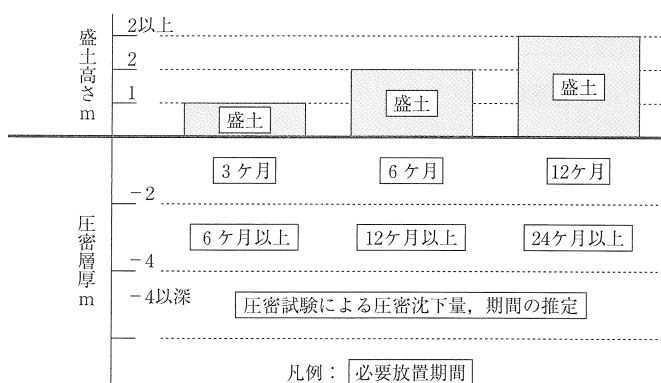 盛土高さm
2以上
2
1
盛土
盛土
盛土
圧密層厚m
3ケ月
6ケ月
12ケ月
−2
6ケ月以上
12ケ月以上
24ケ月以上
−4
−4以深
圧密試験による圧密沈下量，期間の推定
凡例：必要放置期間